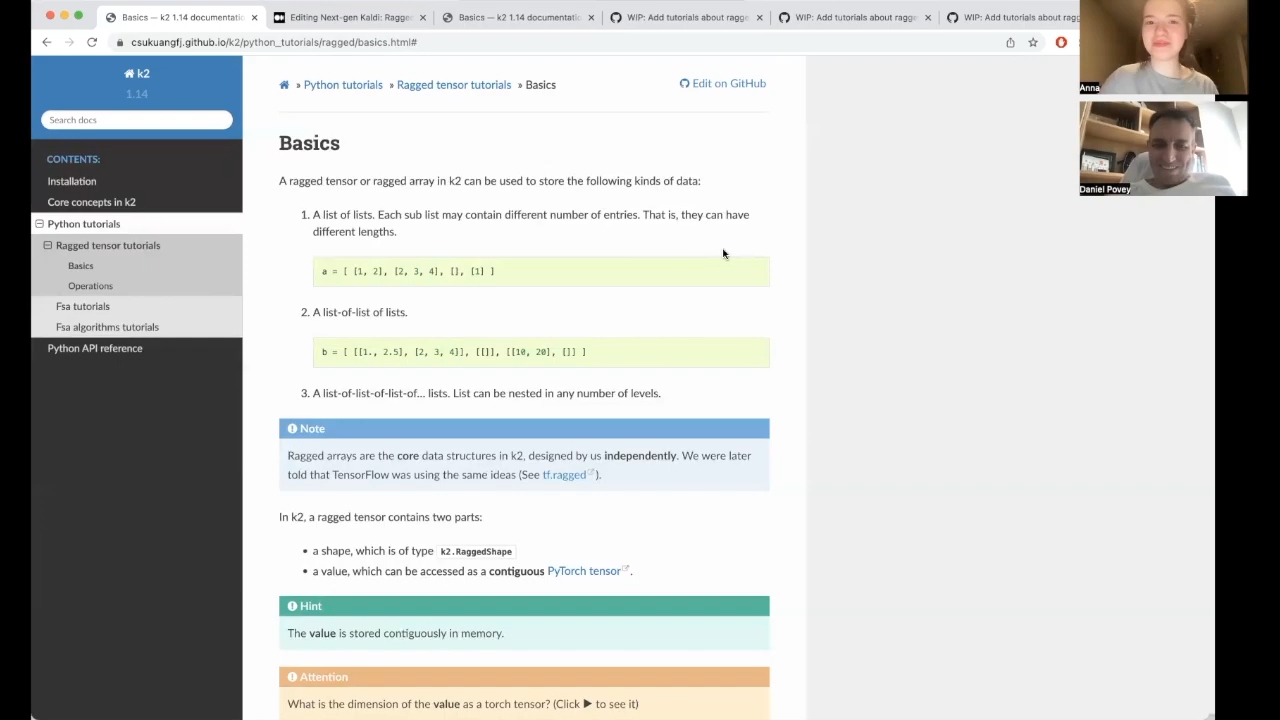 Basics — k2 1.14 documentatio
Editing Next-gen Kaldi: Ragge
Basics — k2 1.14 documentatio
WIP: Add tutorials about ragge
WIP: Add tutorials about ragge
WIP: Add tutorials about rag
csukuangfj.github.io/k2/python_tutorials/ragged/basics.html#
k2
1.14
Search docs
CONTENTS:
Installation
Core concepts in k2
Python tutorials
Ragged tensor tutorials
Basics
Operations
Fsa tutorials
Fsa algorithms tutorials
Python API reference
» Python tutorials » Ragged tensor tutorials » Basics
Edit on GitHub
Basics
A ragged tensor or ragged array in k2 can be used to store the following kinds of data:
1. A list of lists. Each sub list may contain different number of entries. That is, they can have
different lengths.
a = [ [1, 2], [2, 3, 4], [], [1] ]
2. A list-of-list of lists.
b = [ [[1., 2.5], [2, 3, 4]], [[]], [[10, 20], []] ]
3. A list-of-list-of-list-of... lists. List can be nested in any number of levels.
Note
Ragged arrays are the core data structures in k2, designed by us independently. We were later
told that TensorFlow was using the same ideas (See tf.ragged ).
In k2, a ragged tensor contains two parts:
• a shape, which is of type k2.RaggedShape
• a value, which can be accessed as a contiguous PyTorch tensor .
Hint
The value is stored contiguously in memory.
Attention
What is the dimension of the value as a torch tensor? (Click ▶ to see it)
Anna
Daniel Povey